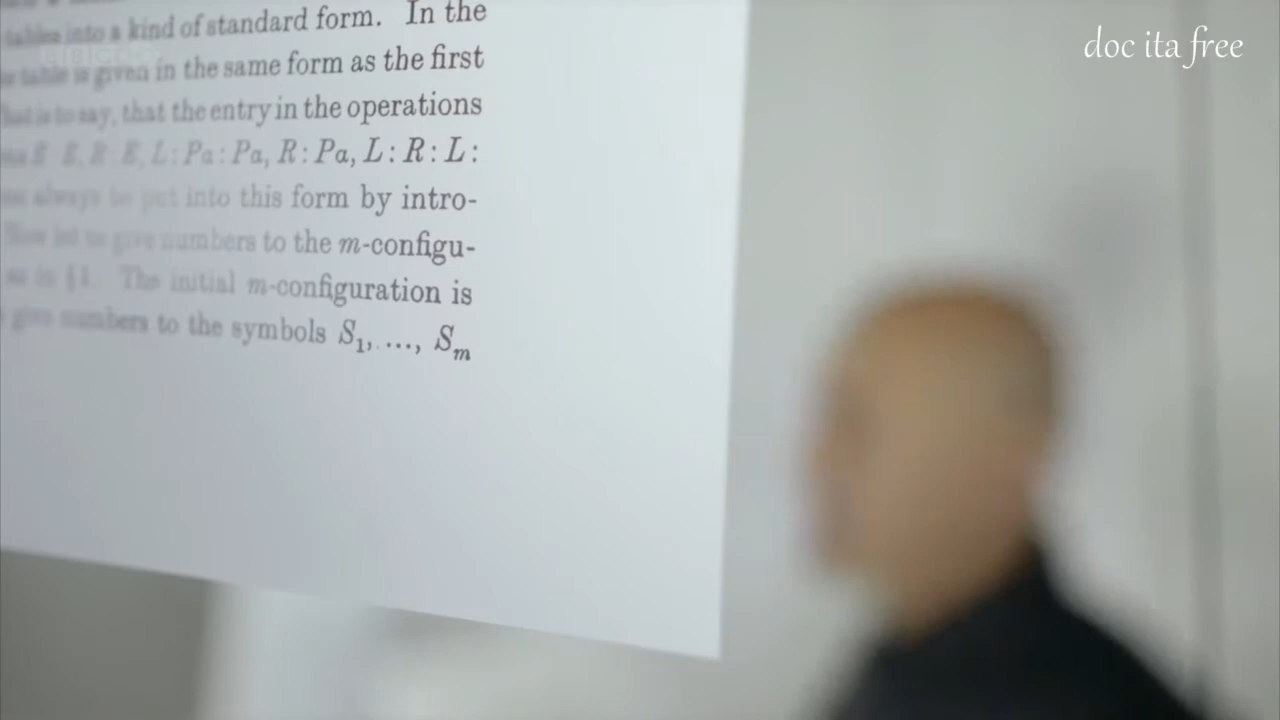 doc ita free
tables into a kind of standard form. In the
table is given in the same form as the first
that is to say, that the entry in the operations
E: E, R: E, L: Pa: Pa, R: Pa, L: R: L:
always to put into this form by intro-
Now let us give numbers to the m-configu-
as in §1. The initial m-configuration is
give numbers to the symbols S1, ..., Sm